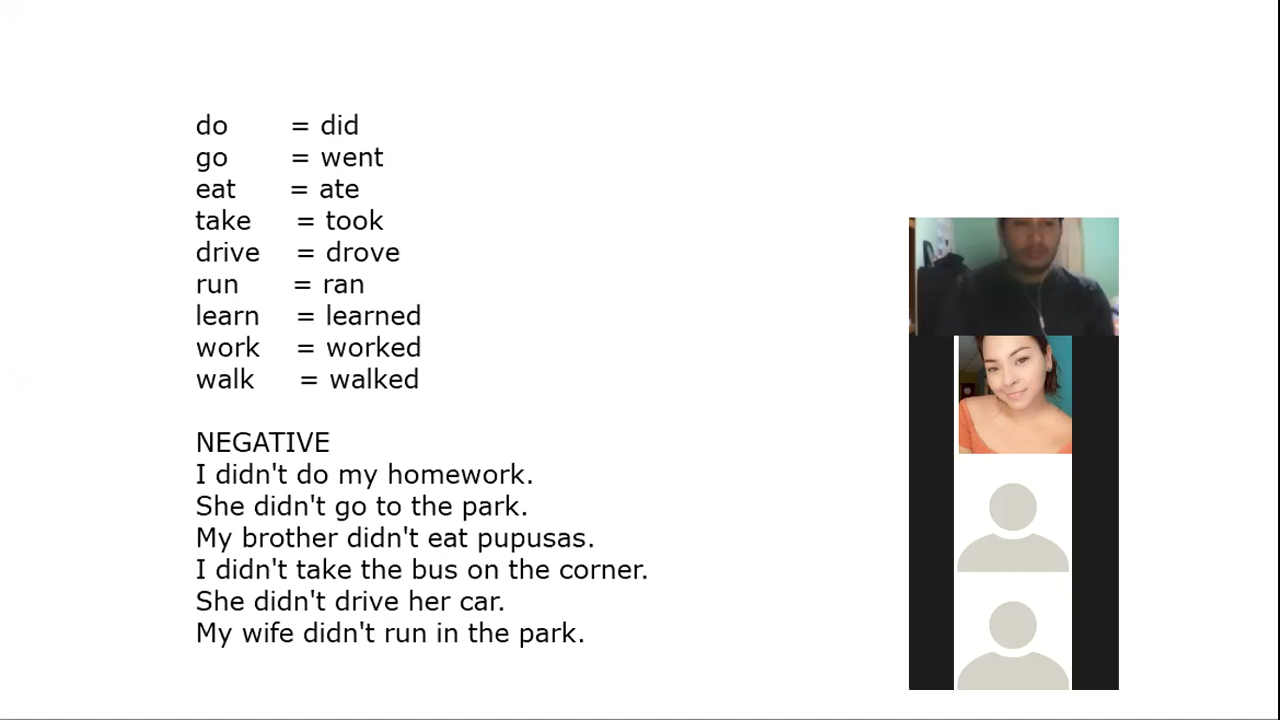 do = did
go = went
eat = ate
take = took
drive = drove
run = ran
learn = learned
work = worked
walk = walked
NEGATIVE
I didn't do my homework.
She didn't go to the park.
My brother didn't eat pupusas.
I didn't take the bus on the corner.
She didn't drive her car.
My wife didn't run in the park.